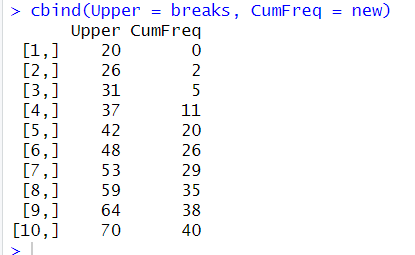 > cbind(Upper = breaks, CumFreq = new)
      Upper CumFreq
 [1,]    20       0
 [2,]    26       2
 [3,]    31       5
 [4,]    37      11
 [5,]    42      20
 [6,]    48      26
 [7,]    53      29
 [8,]    59      35
 [9,]    64      38
[10,]    70      40
>